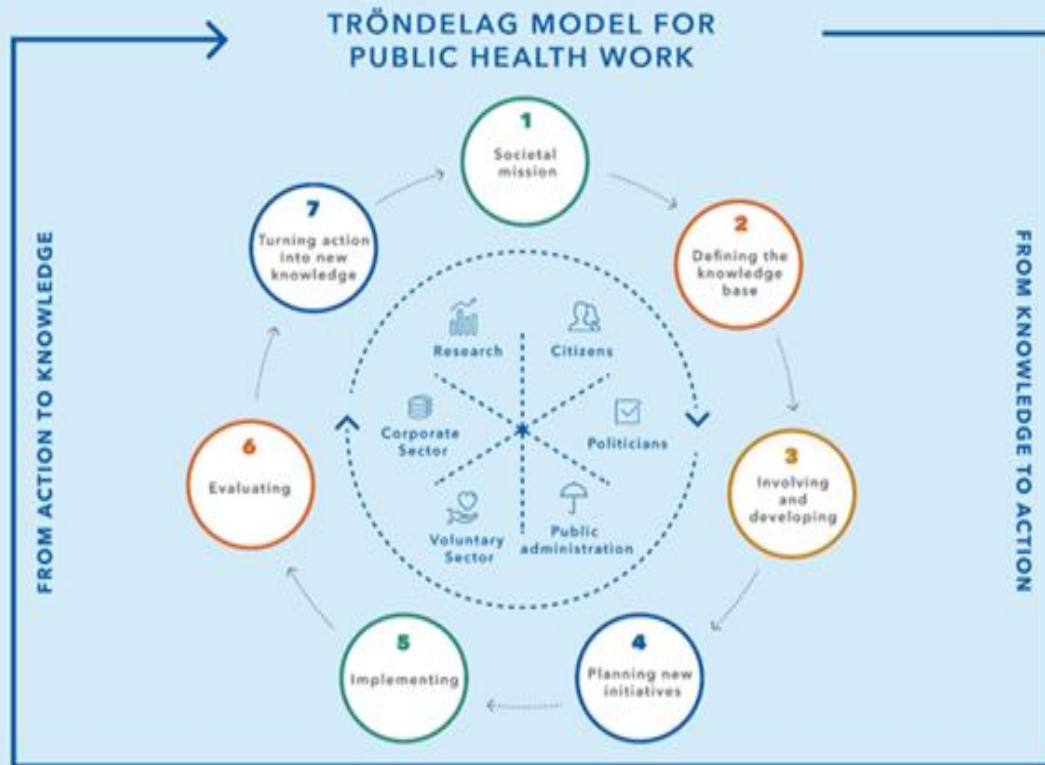 TRÖNDELAG MODEL FOR
PUBLIC HEALTH WORK
1
Societal
mission
2
Defining the
knowledge
base
3
Involving
and
developing
4
Planning new
initiatives
5
Implementing
6
Evaluating
7
Turning action
into new
knowledge
Research
Citizens
Corporate
Sector
Politicians
Voluntary
Sector
Public
administration
FROM ACTION TO KNOWLEDGE
FROM KNOWLEDGE TO ACTION